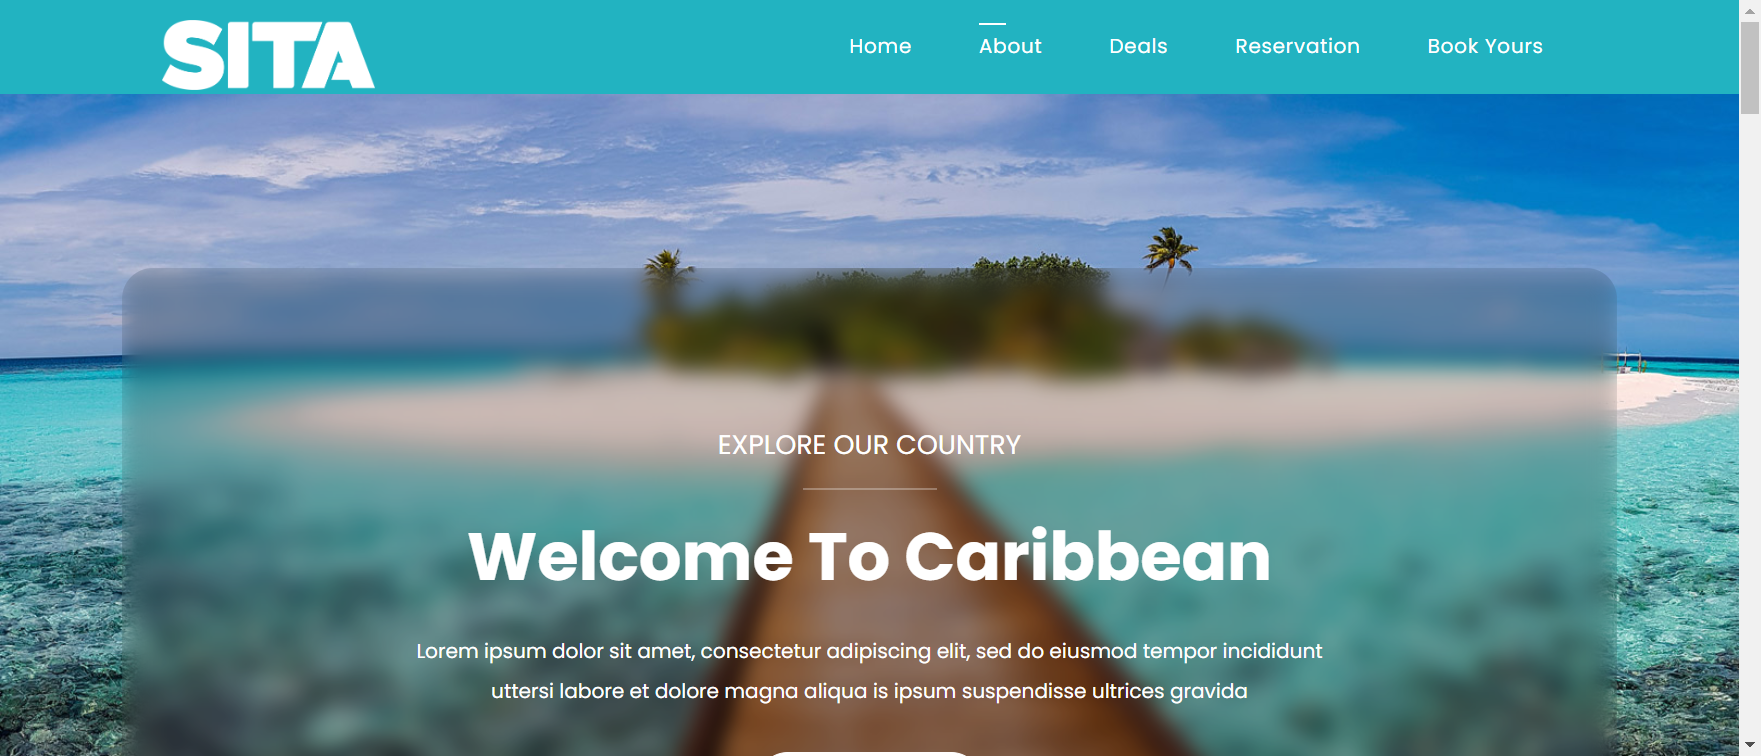 SITA
Home About Deals Reservation Book Yours
EXPLORE OUR COUNTRY
Welcome To Caribbean
Lorem ipsum dolor sit amet, consectetur adipiscing elit, sed do eiusmod tempor incididunt
uttersi labore et dolore magna aliqua is ipsum suspendisse ultrices gravida